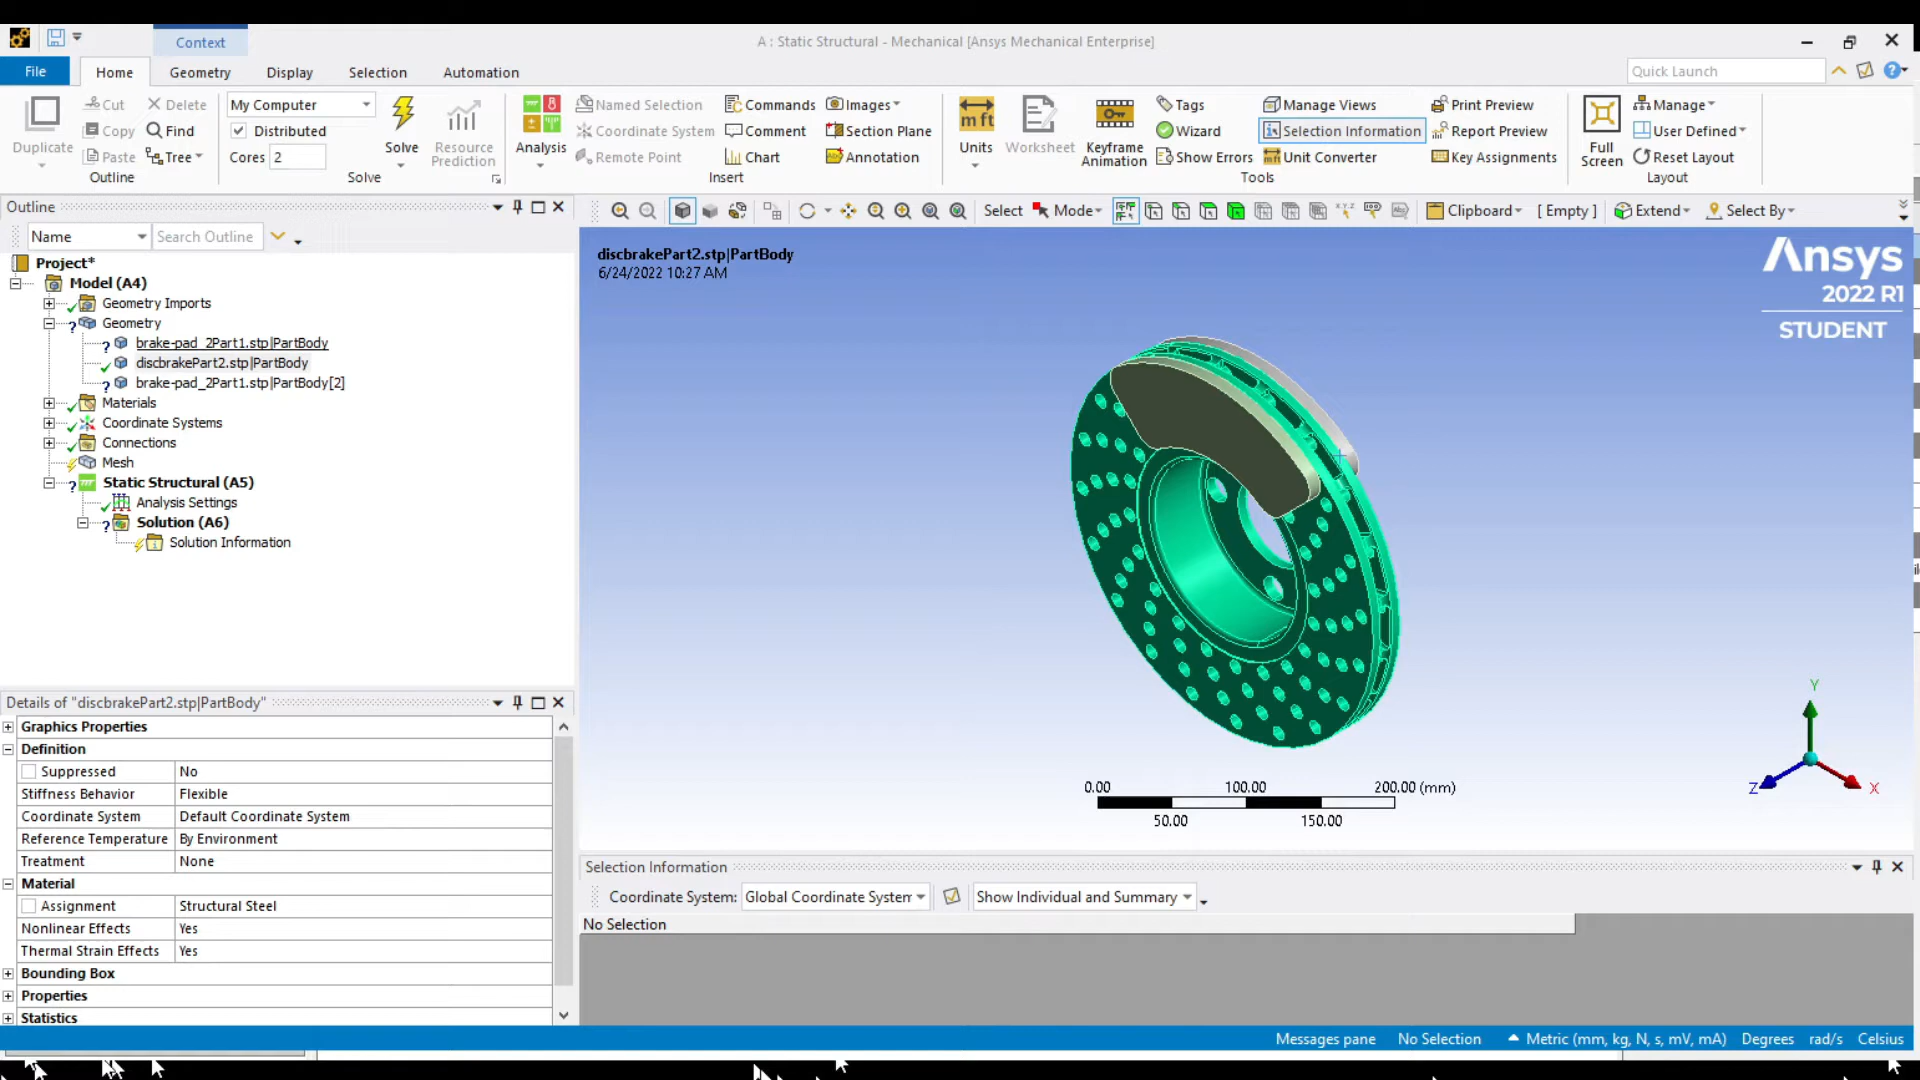 Context
A : Static Structural - Mechanical [Ansys Mechanical Enterprise]
File Home Geometry Display Selection Automation Quick Launch
Duplicate
Cut Delete
Copy Find
Paste Tree
Outline
My Computer
Distributed
Cores 2
Solve
Resource
Prediction
Solve
Analysis
Named Selection
Coordinate System
Remote Point
Commands
Comment
Chart
Images
Section Plane
Annotation
Insert
Units
Worksheet
Keyframe
Animation
Tags
Wizard
Show Errors
Manage Views
Selection Information
Unit Converter
Print Preview
Report Preview
Key Assignments
Tools
Full
Screen
Manage
User Defined
Reset Layout
Layout
Outline
Name Search Outline
Project*
Model (A4)
Geometry Imports
Geometry
brake-pad_2Part1.stp|PartBody
discbrakePart2.stp|PartBody
brake-pad_2Part1.stp|PartBody[2]
Materials
Coordinate Systems
Connections
Mesh
Static Structural (A5)
Analysis Settings
Solution (A6)
Solution Information
Select Mode Clipboard [ Empty ] Extend Select By
discbrakePart2.stp|PartBody
6/24/2022 10:27 AM
Ansys
2022 R1
STUDENT
Y
Z X
0.00 100.00 200.00 (mm)
50.00 150.00
Details of "discbrakePart2.stp|PartBody"
Graphics Properties
Definition
Suppressed No
Stiffness Behavior Flexible
Coordinate System Default Coordinate System
Reference Temperature By Environment
Treatment None
Material
Assignment Structural Steel
Nonlinear Effects Yes
Thermal Strain Effects Yes
Bounding Box
Properties
Statistics
Selection Information
Coordinate System: Global Coordinate System Show Individual and Summary
No Selection
Messages pane No Selection Metric (mm, kg, N, s, mV, mA) Degrees rad/s Celsius